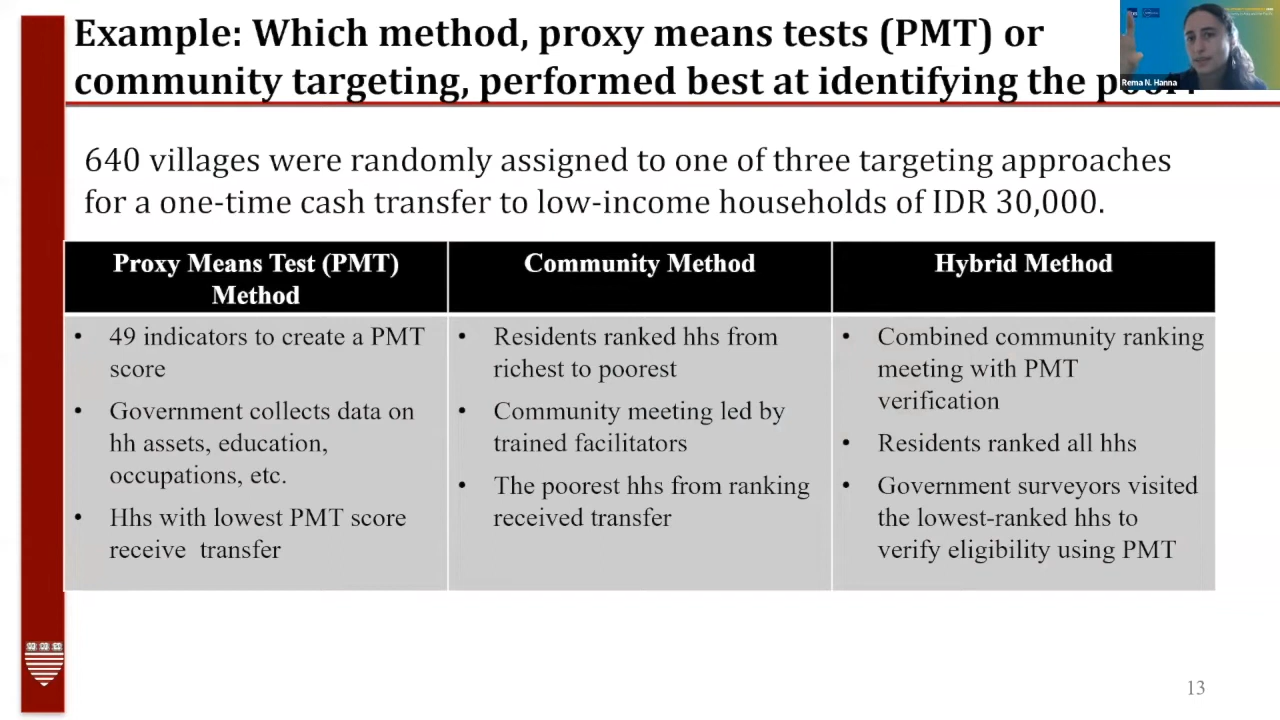 Example: Which method, proxy means tests (PMT) or
community targeting, performed best at identifying the
Rema N. Hanna
640 villages were randomly assigned to one of three targeting approaches
for a one-time cash transfer to low-income households of IDR 30,000.
Proxy Means Test (PMT)
Method
• 49 indicators to create a PMT
score
• Government collects data on
hh assets, education,
occupations, etc.
• Hhs with lowest PMT score
receive transfer
Community Method
• Residents ranked hhs from
richest to poorest
• Community meeting led by
trained facilitators
• The poorest hhs from ranking
received transfer
Hybrid Method
• Combined community ranking
meeting with PMT
verification
• Residents ranked all hhs
• Government surveyors visited
the lowest-ranked hhs to
verify eligibility using PMT
13